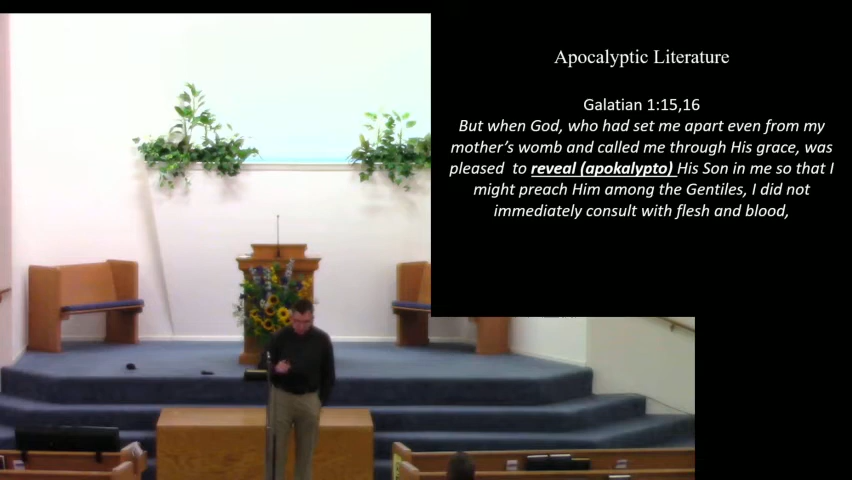 Apocalyptic Literature
Galatian 1:15,16
But when God, who had set me apart even from my
mother's womb and called me through His grace, was
pleased to reveal (apokalypto) His Son in me so that I
might preach Him among the Gentiles, I did not
immediately consult with flesh and blood,